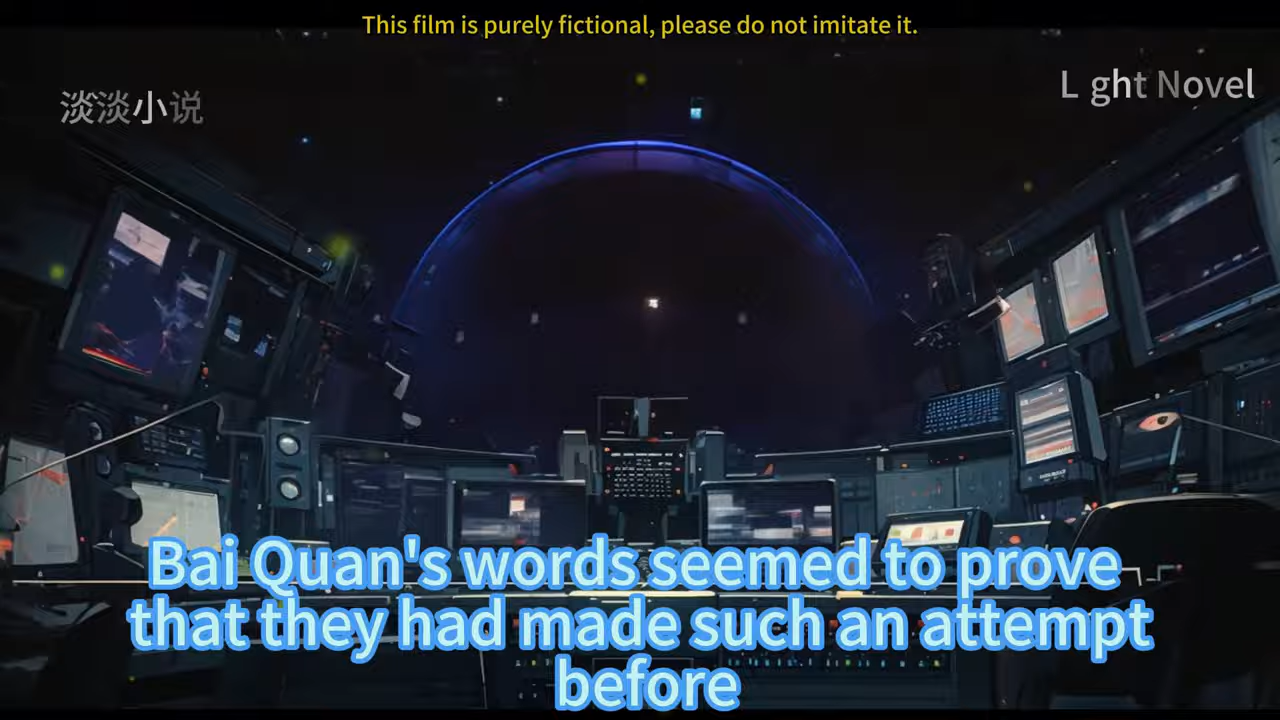 This film is purely fictional, please do not imitate it.
淡淡小说
L ght Novel
Bai Quan's words seemed to prove
that they had made such an attempt
before